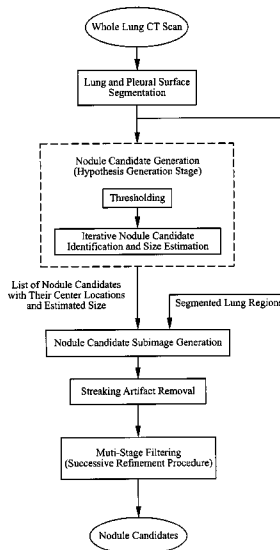 Whole Lung CT Scan
Lung and Pleural Surface
Segmentation
Nodule Candidate Generation
(Hypothesis Generation Stage)
Thresholding
Iterative Nodule Candidate
Identification and Size Estimation
List of Nodule Candidates
with Their Center Locations
and Estimated Size
Segmented Lung Regions
Nodule Candidate Subimage Generation
Streaking Artifact Removal
Muti-Stage Filtering
(Successive Refinement Procedure)
Nodule Candidates